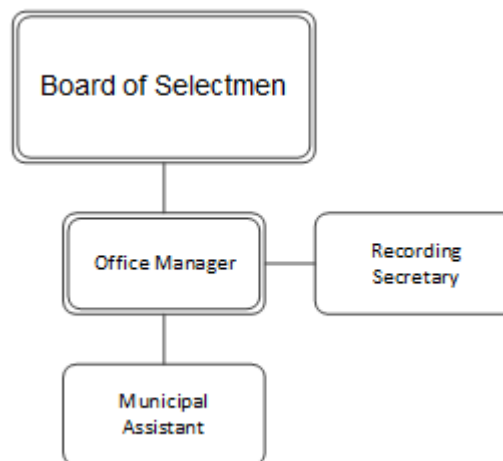 Board of Selectmen
Office Manager
Recording
Secretary
Municipal
Assistant